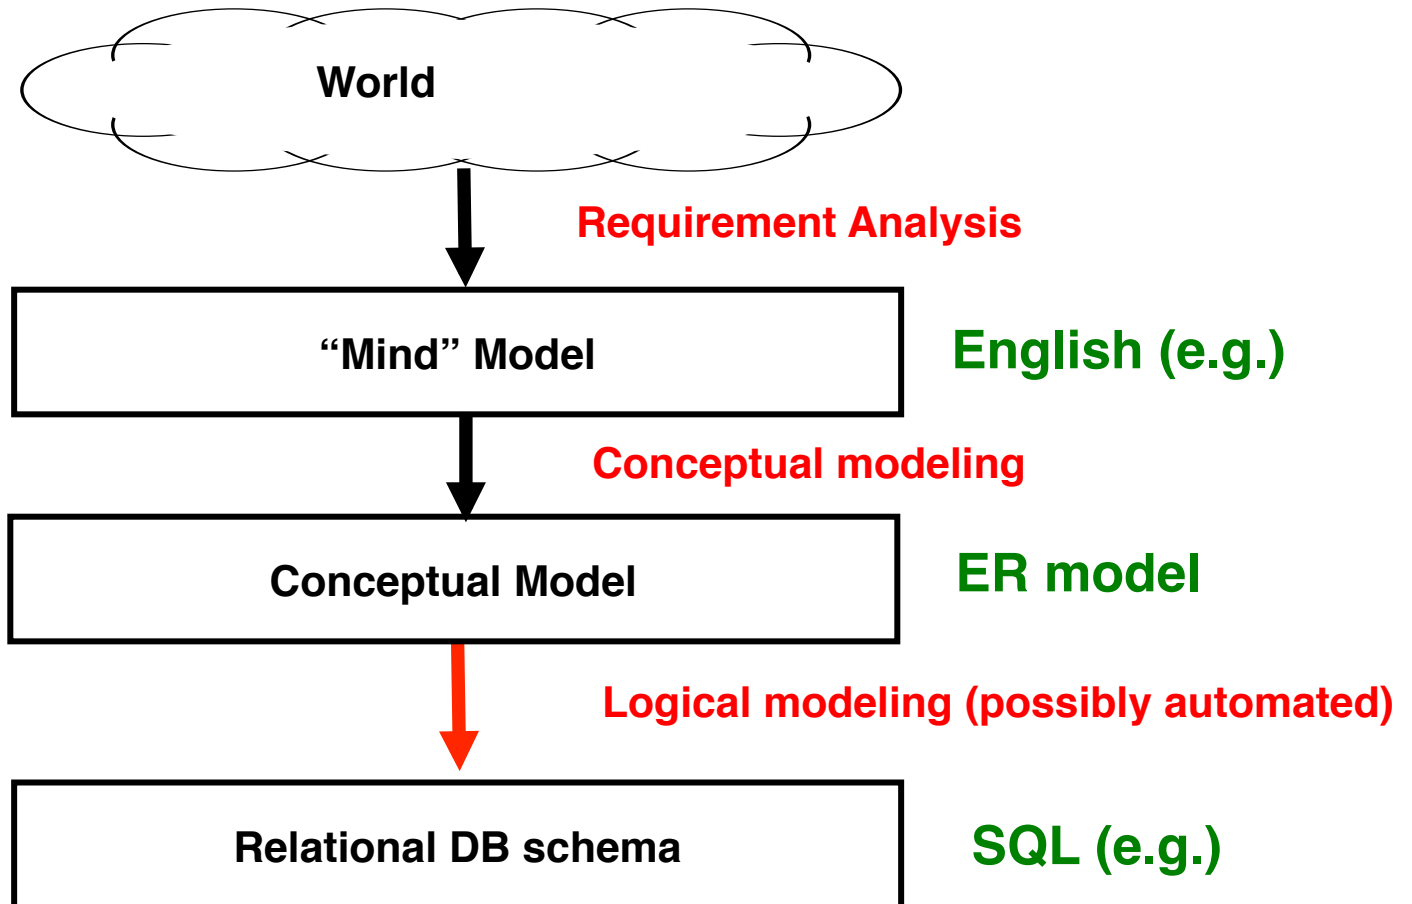 World
Requirement Analysis
“Mind” Model
English (e.g.)
Conceptual modeling
Conceptual Model
ER model
Logical modeling (possibly automated)
Relational DB schema
SQL (e.g.)